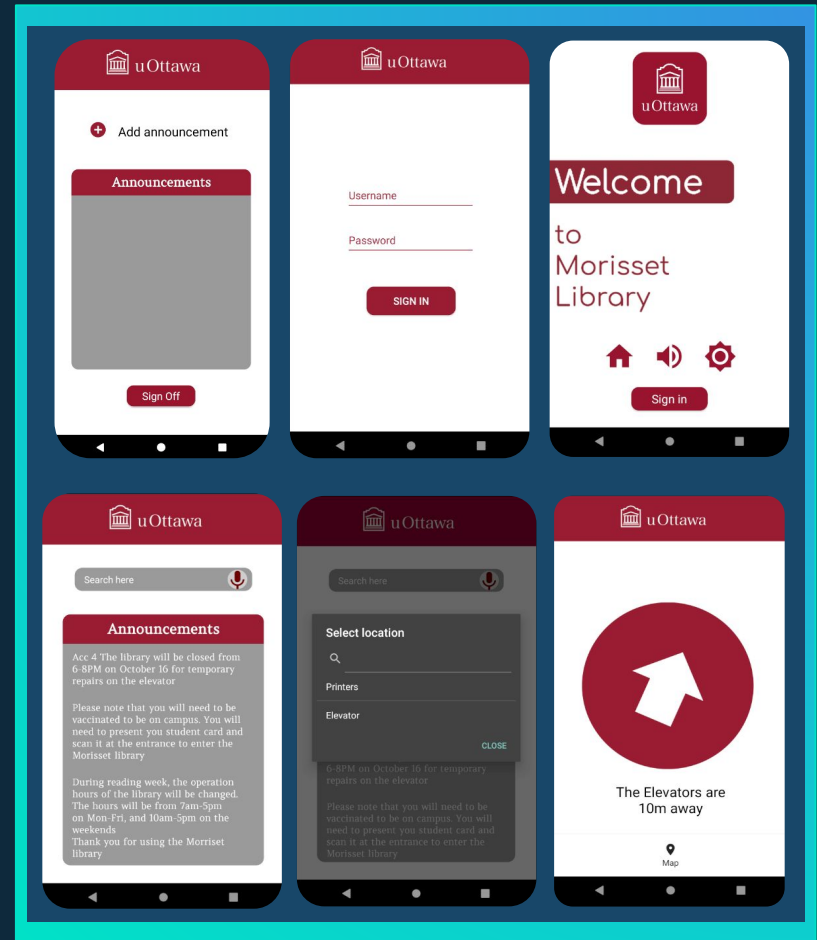 uOttawa
Add announcement
Announcements
Sign Off
uOttawa
Username
Password
SIGN IN
uOttawa
Welcome
to
Morisset
Library
Sign in
uOttawa
Search here
Announcements
Acc 4 The library will be closed from
6-8PM on October 16 for temporary
repairs on the elevator
Please note that you will need to be
vaccinated to be on campus. You will
need to present you student card and
scan it at the entrance to enter the
Morisset library
During reading week, the operation
hours of the library will be changed.
The hours will be from 7am-5pm
on Mon-Fri, and 10am-5pm on the
weekends
Thank you for using the Morriset
library
uOttawa
Search here
Select location
Printers
Elevator
CLOSE
6-8PM on October 16 for temporary
repairs on the elevator
Please note that you will need to be
vaccinated to be on campus. You will
need to present you student card and
scan it at the entrance to enter the
Morisset library
uOttawa
The Elevators are
10m away
Map